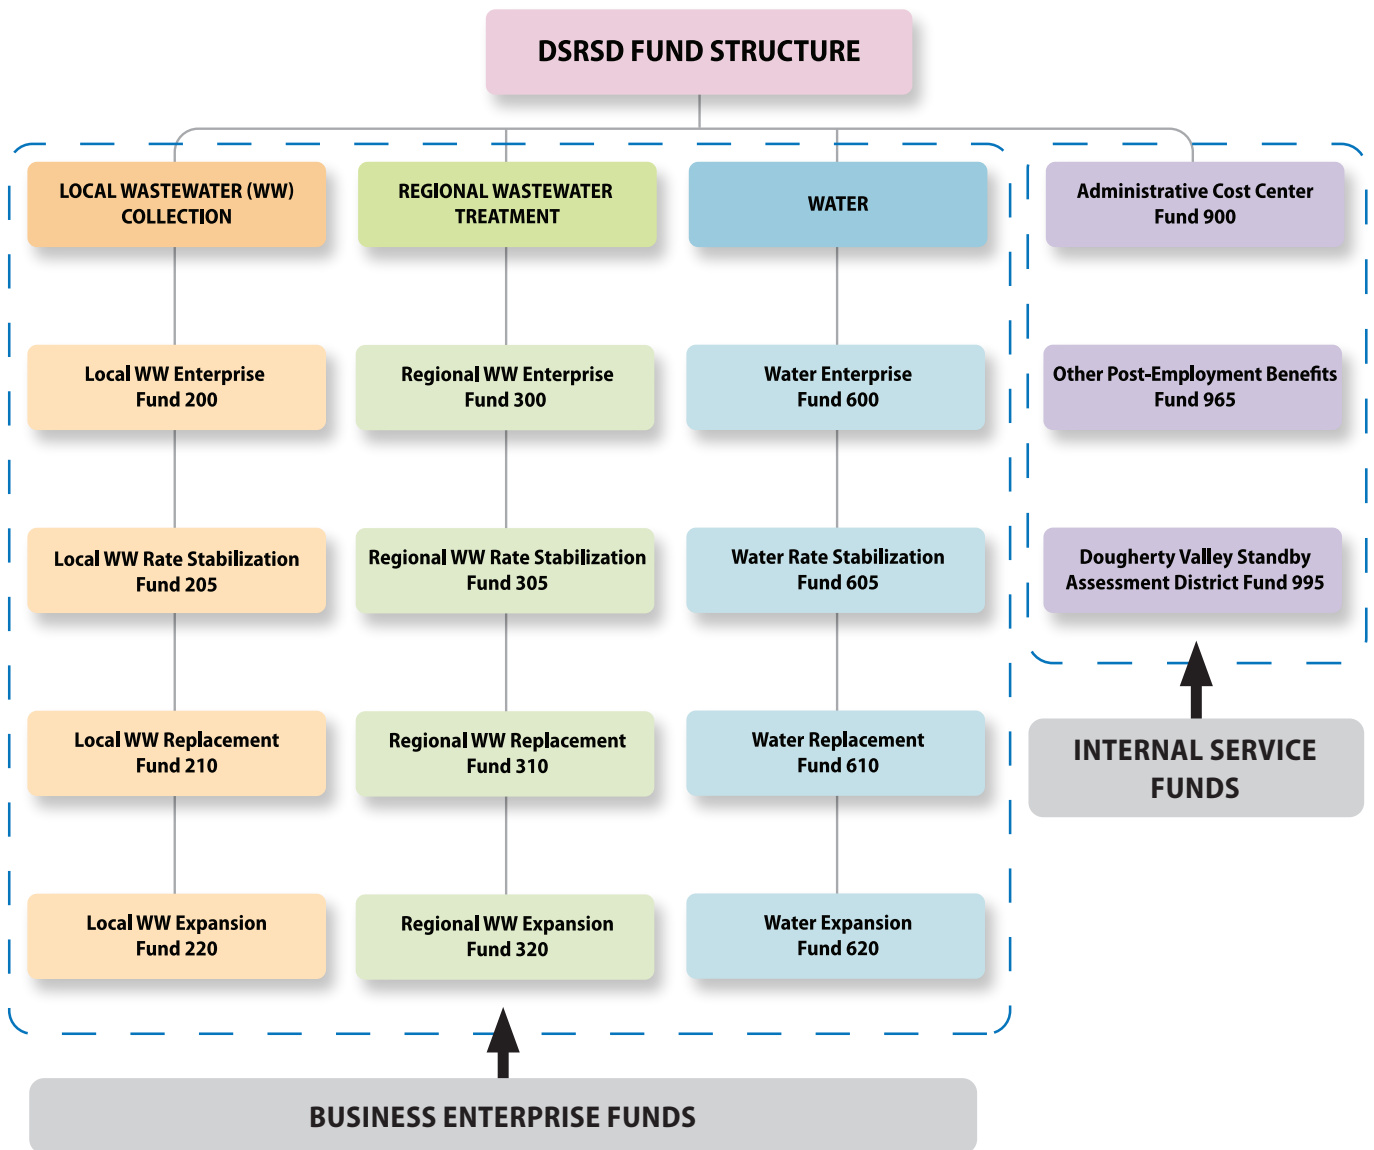 DSRSD FUND STRUCTURE
LOCAL WASTEWATER (WW)
COLLECTION
REGIONAL WASTEWATER
TREATMENT
WATER
Administrative Cost Center
Fund 900
Local WW Enterprise
Fund 200
Regional WW Enterprise
Fund 300
Water Enterprise
Fund 600
Other Post-Employment Benefits
Fund 965
Local WW Rate Stabilization
Fund 205
Regional WW Rate Stabilization
Fund 305
Water Rate Stabilization
Fund 605
Dougherty Valley Standby
Assessment District Fund 995
Local WW Replacement
Fund 210
Regional WW Replacement
Fund 310
Water Replacement
Fund 610
INTERNAL SERVICE
FUNDS
Local WW Expansion
Fund 220
Regional WW Expansion
Fund 320
Water Expansion
Fund 620
BUSINESS ENTERPRISE FUNDS